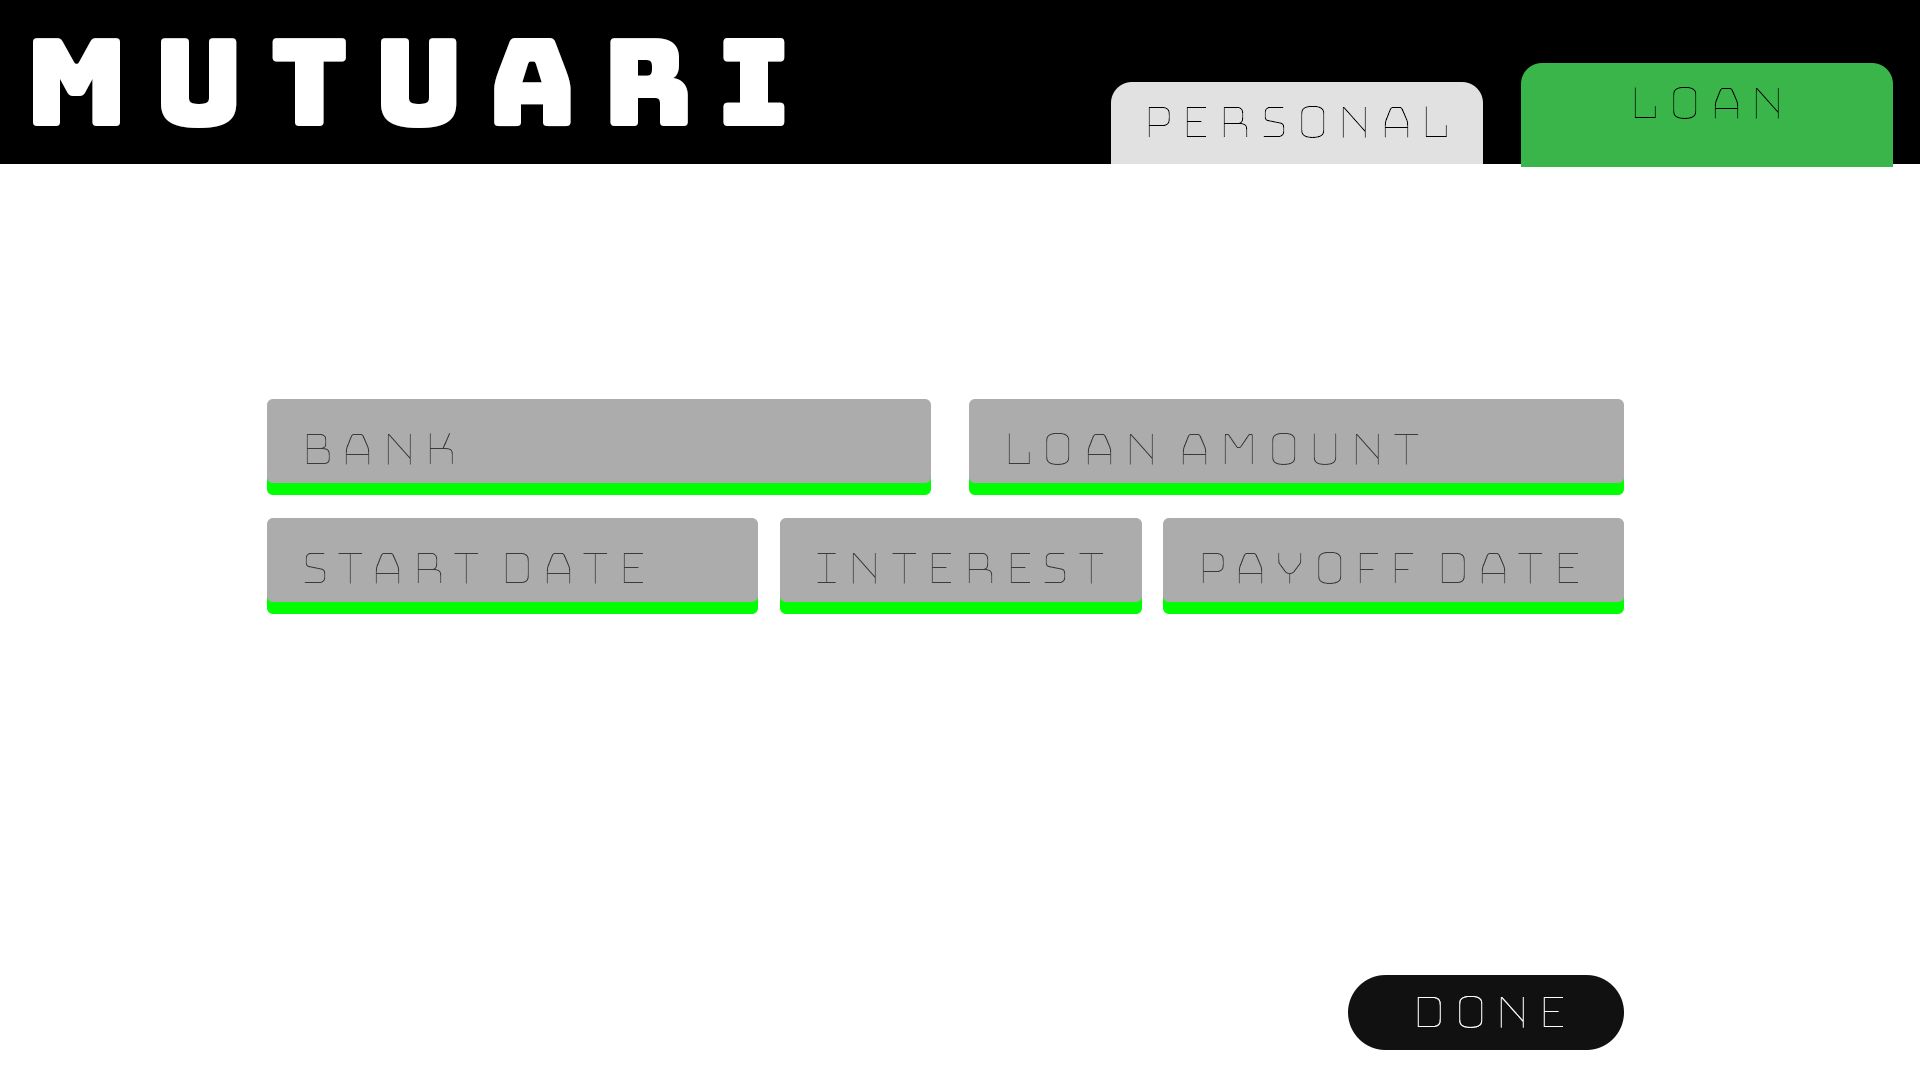 MUTUARI
PERSONAL
LOAN
BANK
LOAN AMOUNT
START DATE
INTEREST
PAYOFF DATE
DONE